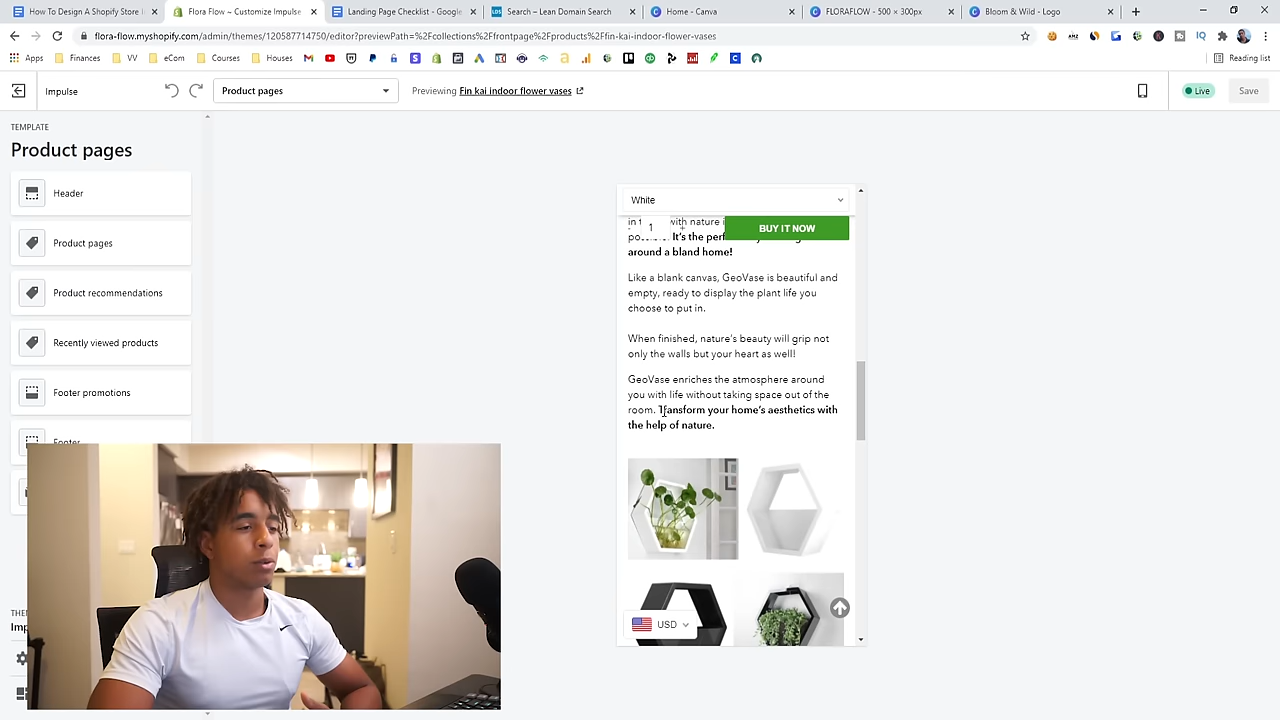 How To Design A Shopify Store
Flora Flow ~ Customize Impulse
Landing Page Checklist - Google
Search – Lean Domain Search
Home - Canva
FLORAFLOW - 500 × 300px
Bloom & Wild - Logo
flora-flow.myshopify.com/admin/themes/120587714750/editor?previewPath=%2Fcollections%2Ffrontpage%2Fproducts%2Ffin-kai-indoor-flower-vases
Apps
Finances
VV
eCom
Courses
Houses
Reading list
Impulse
Product pages
Previewing Fin kai indoor flower vases
Live
Save
TEMPLATE
Product pages
Header
Product pages
Product recommendations
Recently viewed products
Footer promotions
Footer
White
with nature
1
BUY IT NOW
It's the
around a bland home!
Like a blank canvas, GeoVase is beautiful and
empty, ready to display the plant life you
choose to put in.
When finished, nature's beauty will grip not
only the walls but your heart as well!
GeoVase enriches the atmosphere around
you with life without taking space out of the
room. Transform your home's aesthetics with
the help of nature.
USD